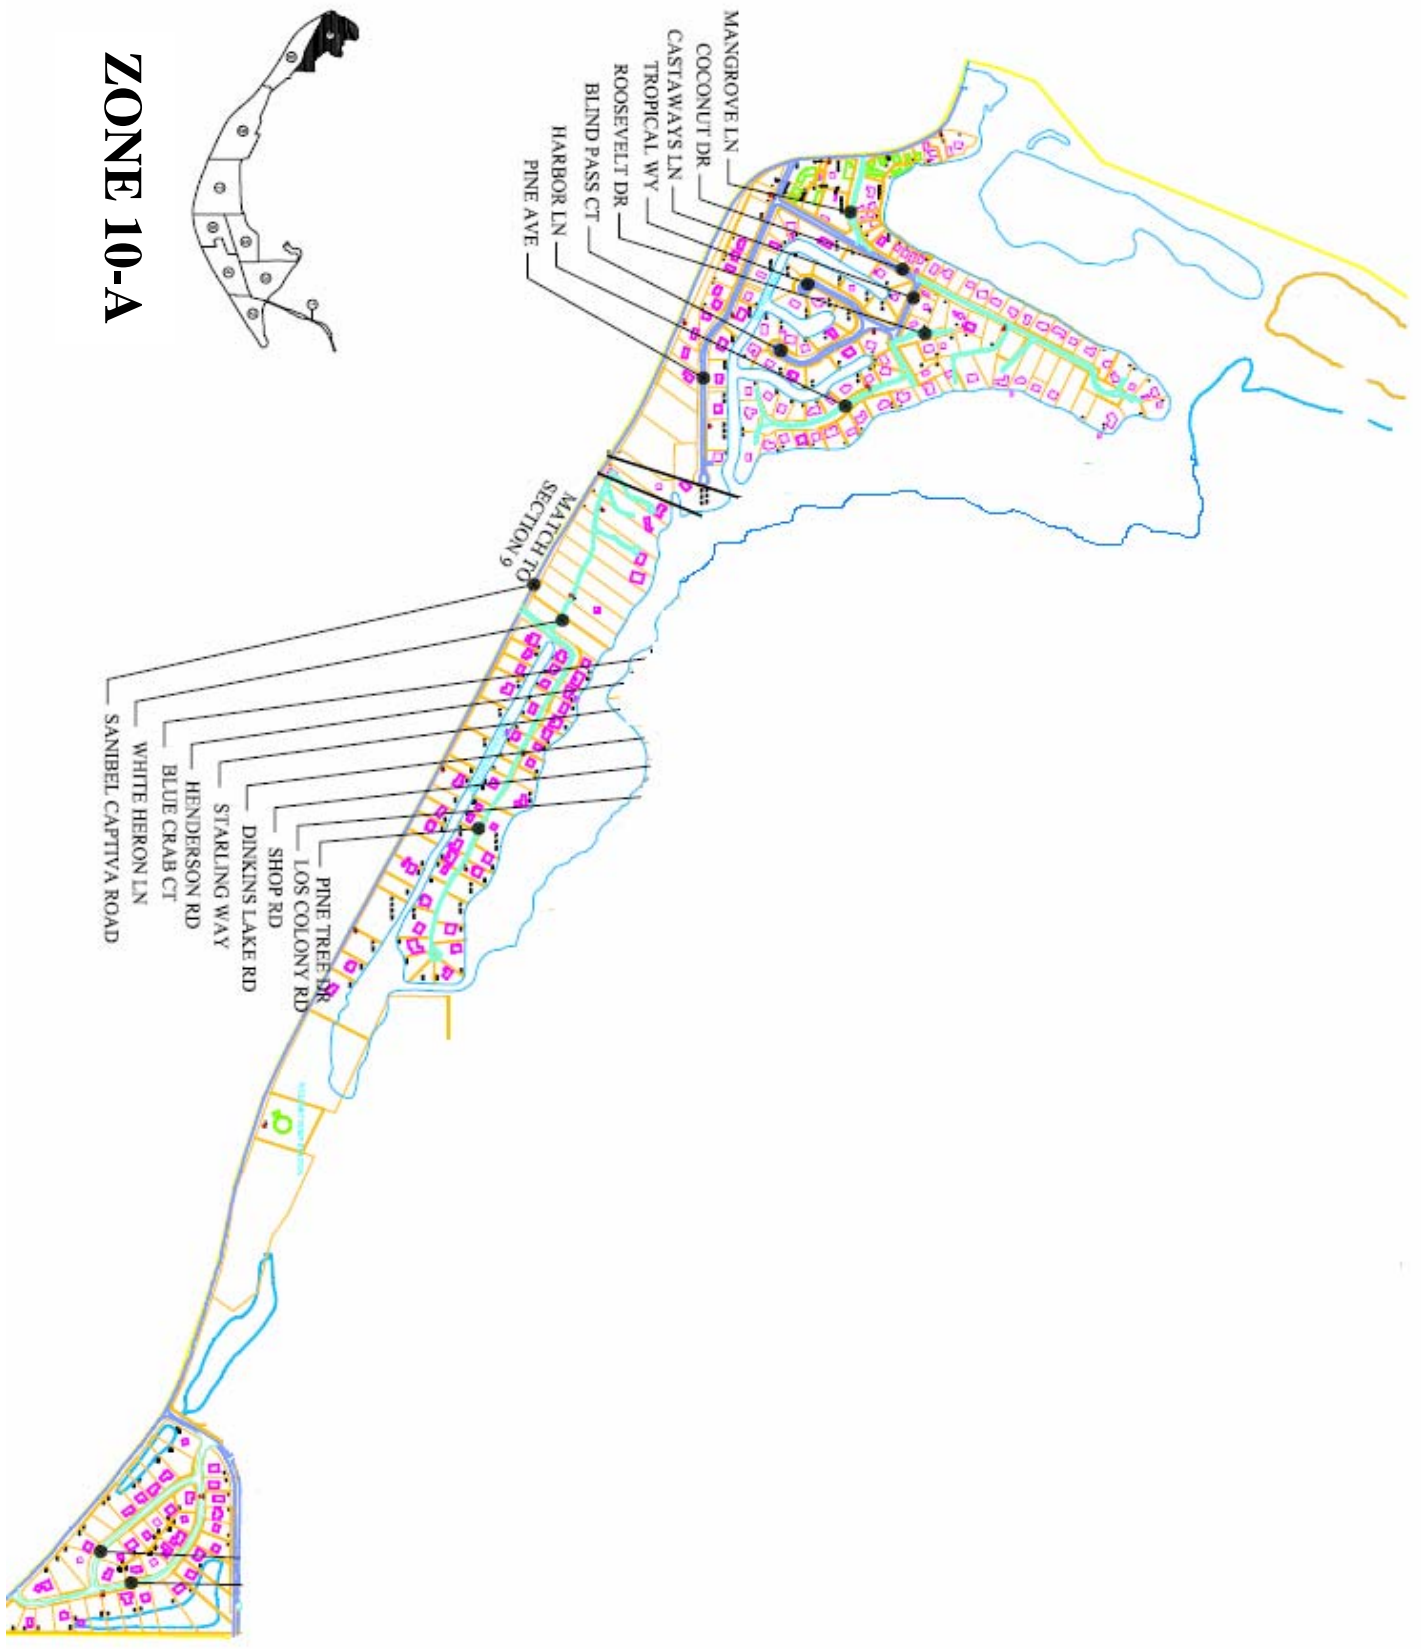 ZONE 10-A
MANGROVE LN
COCONUT DR
CASTAWAYS LN
TROPICAL WY
ROOSEVELT DR
BLIND PASS CT
HARBOR LN
PINE AVE
MATCH TO
SECTION 9
PINE TREE DR
LOS COLONY RD
SHOP RD
DINKINS LAKE RD
STARLING WAY
HENDERSON RD
BLUE CRAB CT
WHITE HERON LN
SANIBEL CAPTIVA ROAD